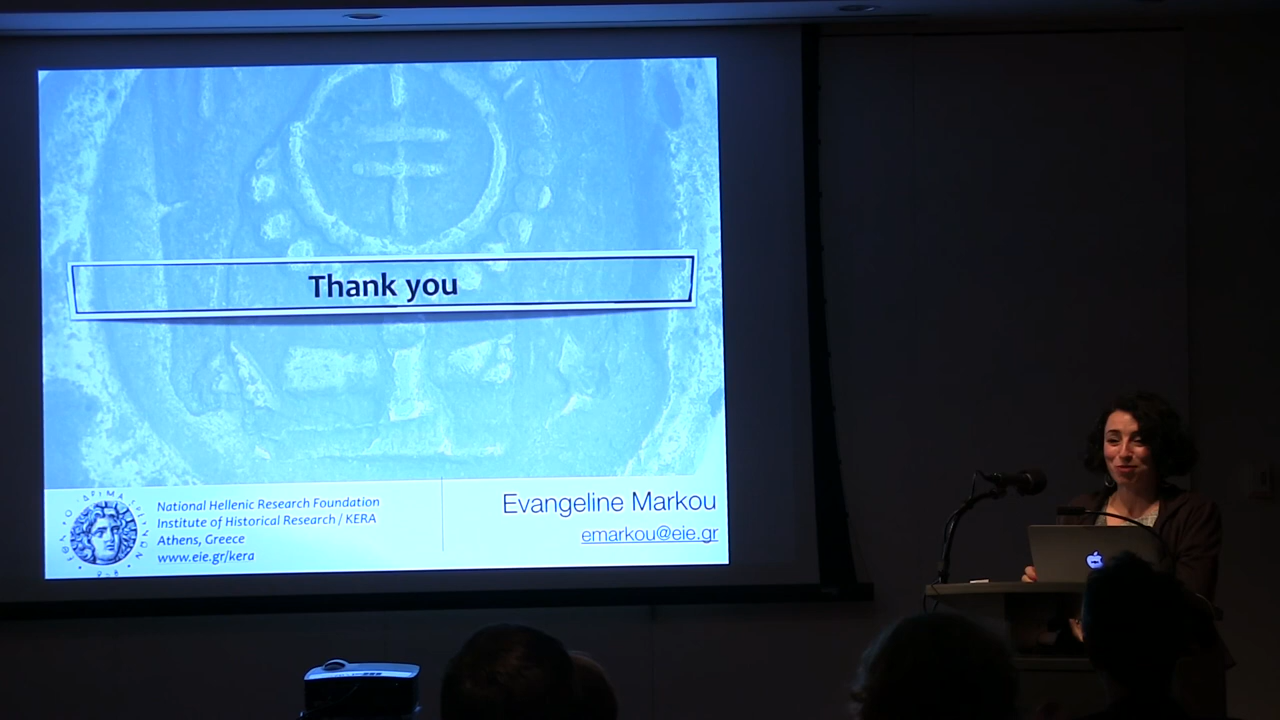 Thank you
National Hellenic Research Foundation
Institute of Historical Research / KERA
Athens, Greece
www.eie.gr/kera
Evangeline Markou
emarkou@eie.gr